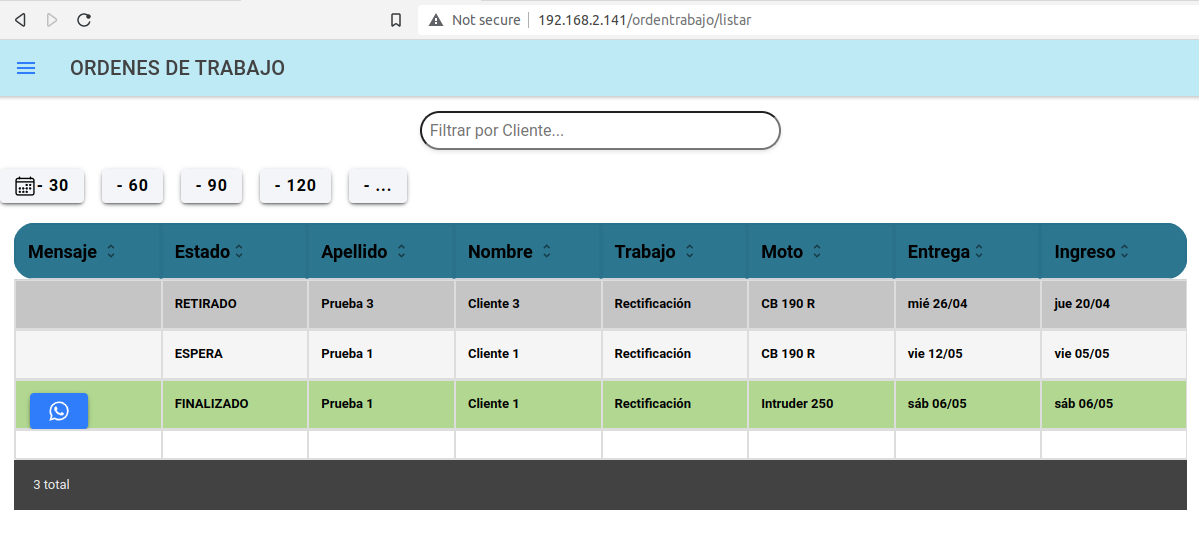 Not secure 192.168.2.141/ordentrabajo/listar
ORDENES DE TRABAJO
Filtrar por Cliente...
- 30 - 60 - 90 - 120 - ...
Mensaje Estado Apellido Nombre Trabajo Moto Entrega Ingreso
RETIRADO Prueba 3 Cliente 3 Rectificación CB 190 R mié 26/04 jue 20/04
ESPERA Prueba 1 Cliente 1 Rectificación CB 190 R vie 12/05 vie 05/05
FINALIZADO Prueba 1 Cliente 1 Rectificación Intruder 250 sáb 06/05 sáb 06/05
3 total